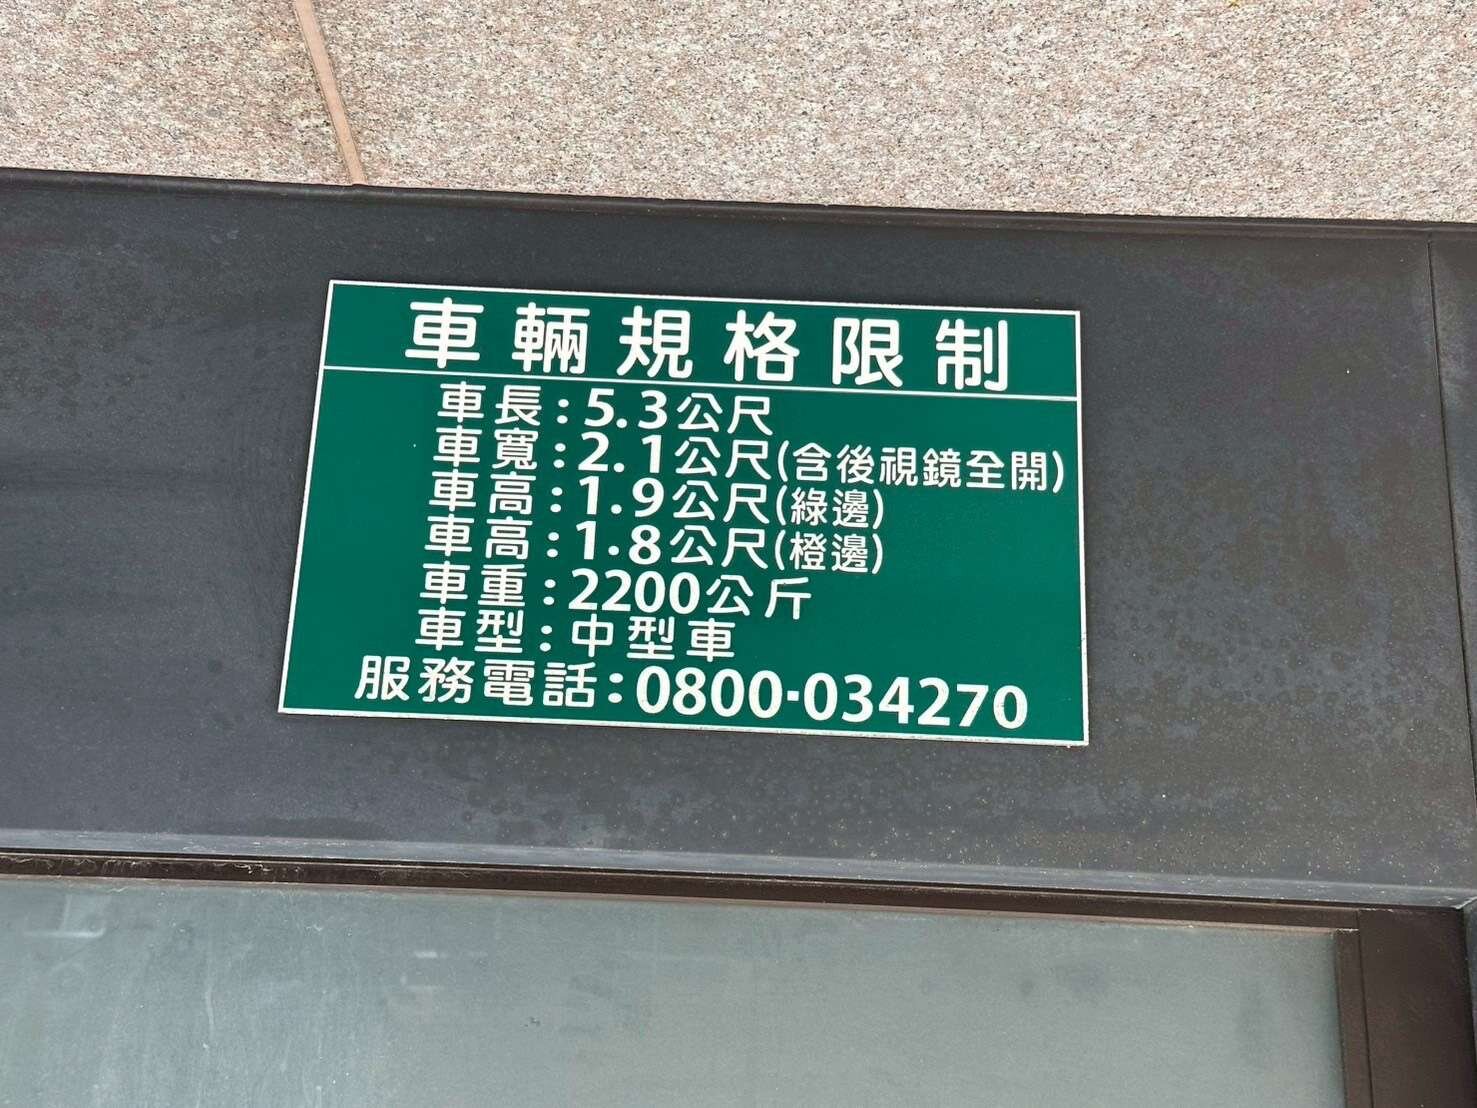 車輛規格限制
車長：5.3公尺
車寬：2.1公尺(含後視鏡全開)
車高：1.9公尺(綠邊)
車高：1.8公尺(橙邊)
車重：2200公斤
車型：中型車
服務電話：0800-034270